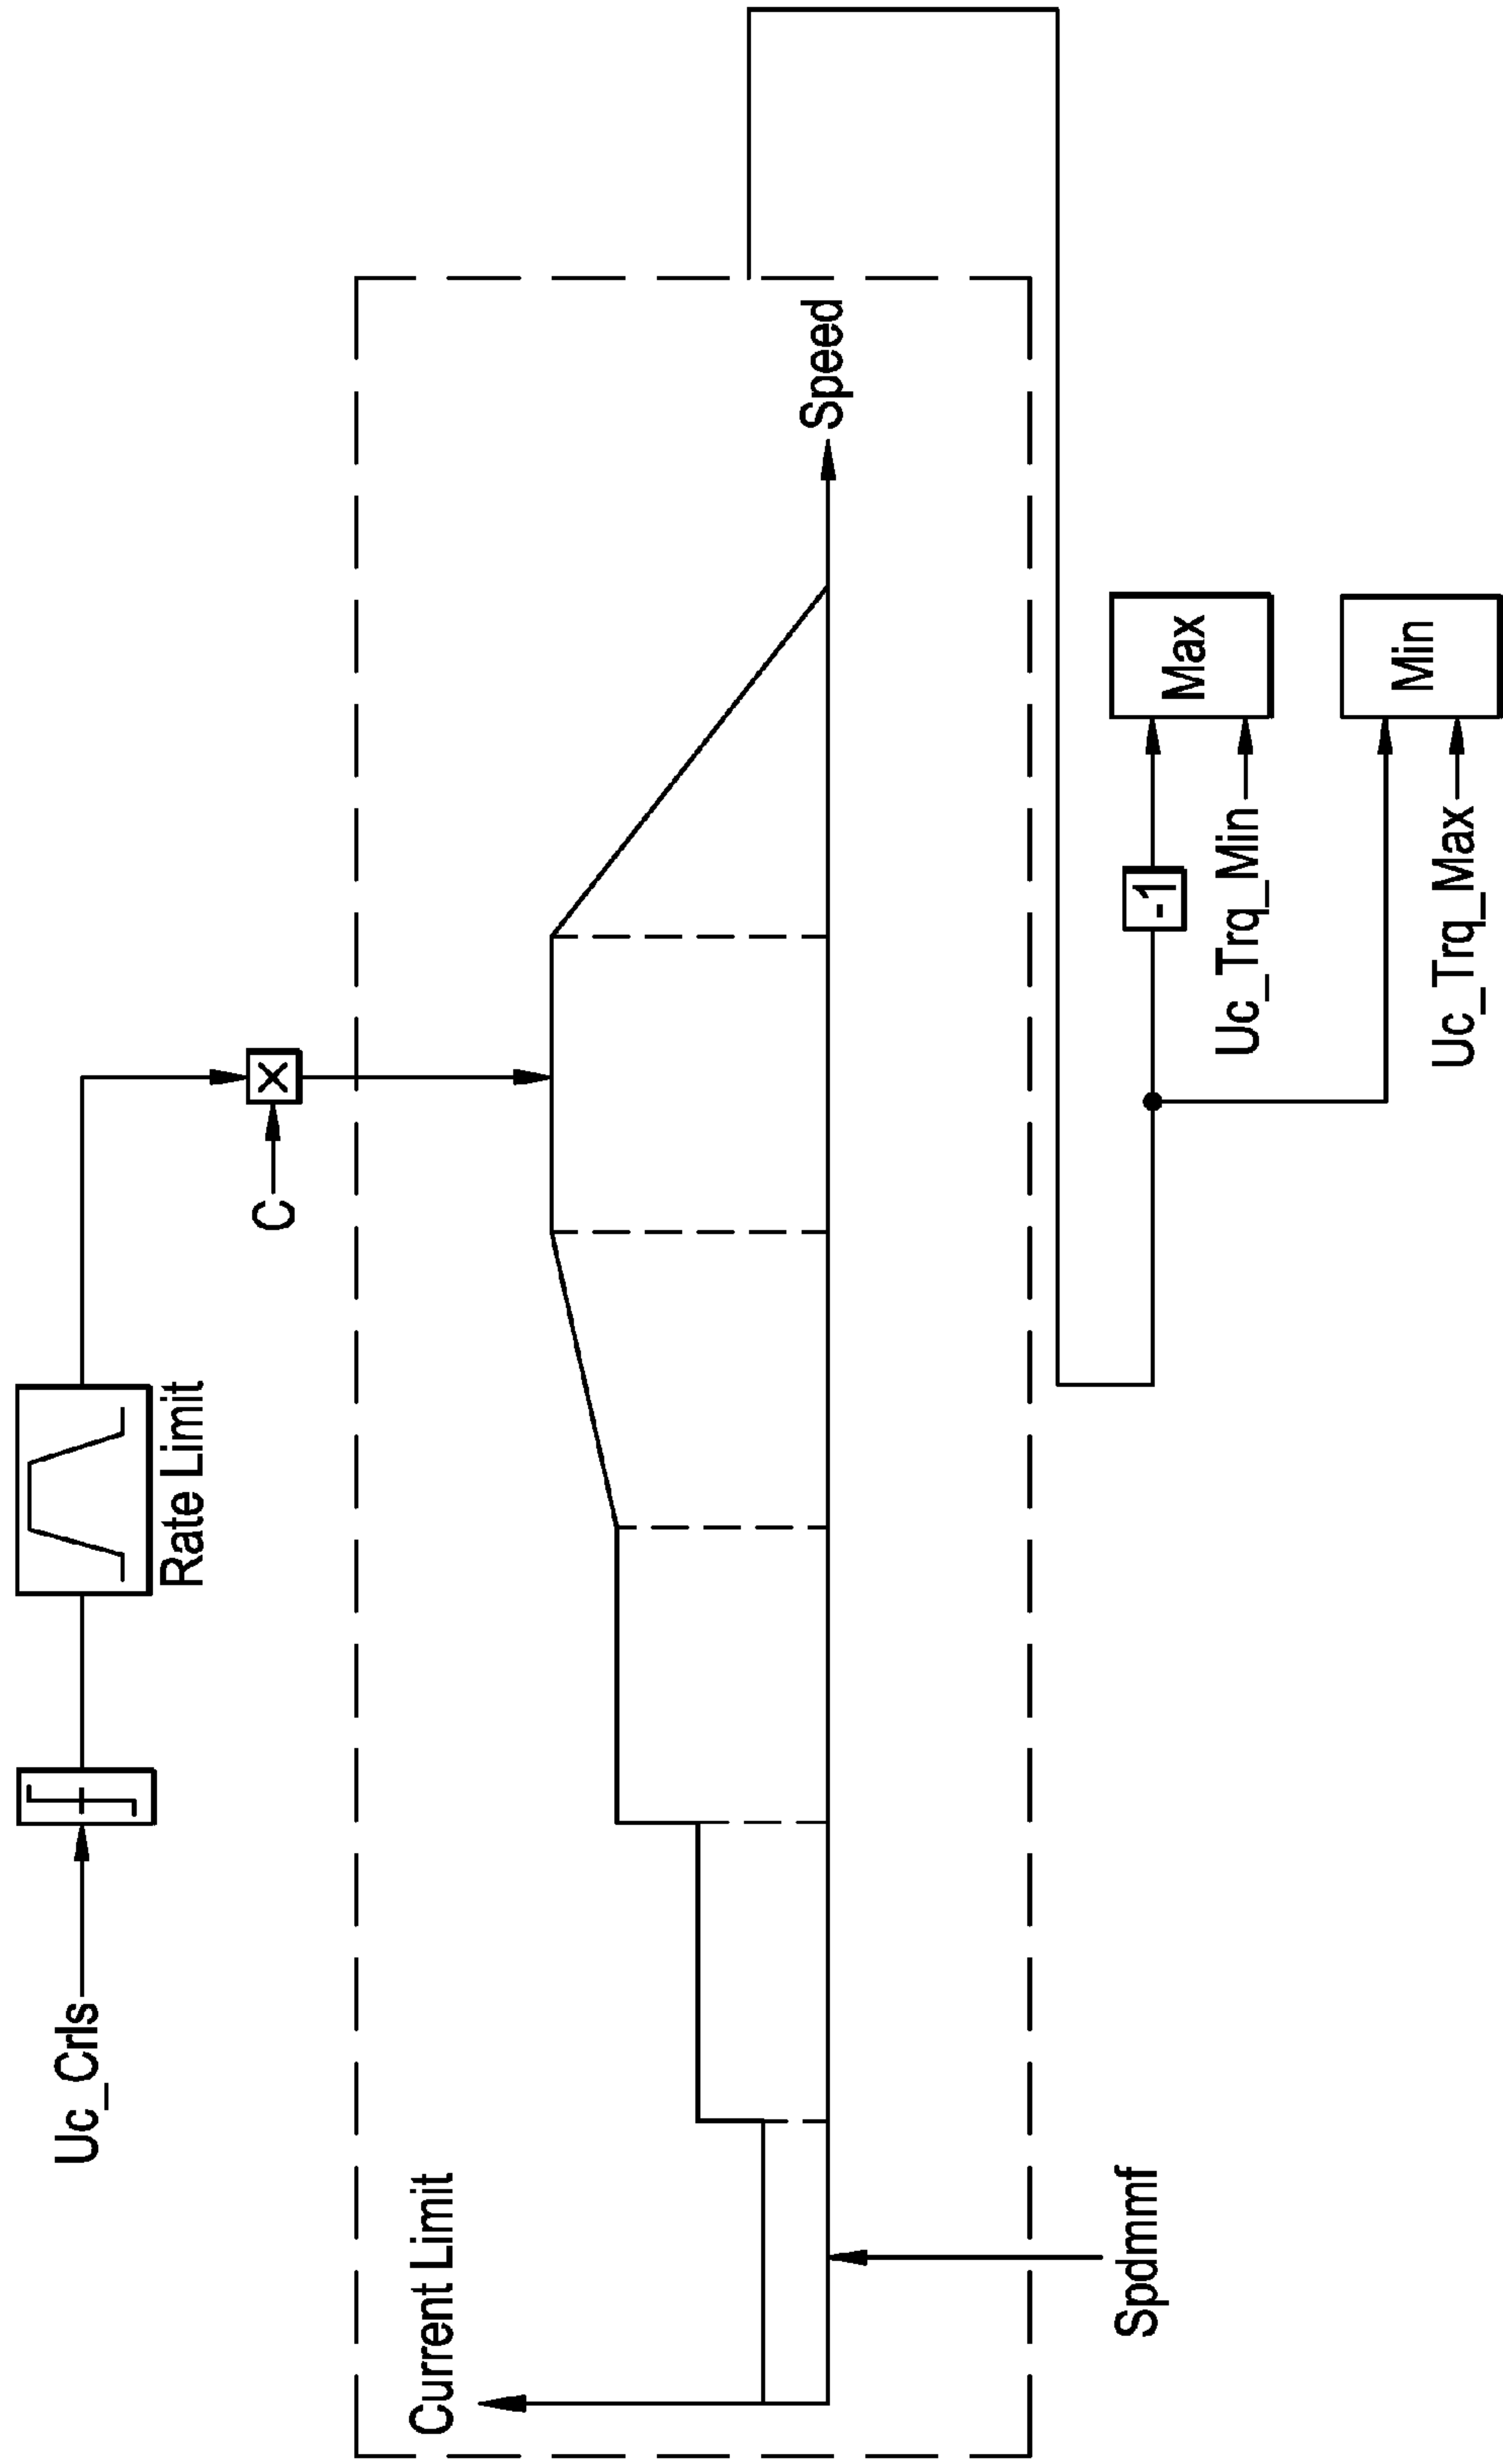 Uc_Crls
Rate Limit
C
x
Current Limit
Speed
Spdmmf
-1
Max
Uc_Trq_Min
Min
Uc_Trq_Max